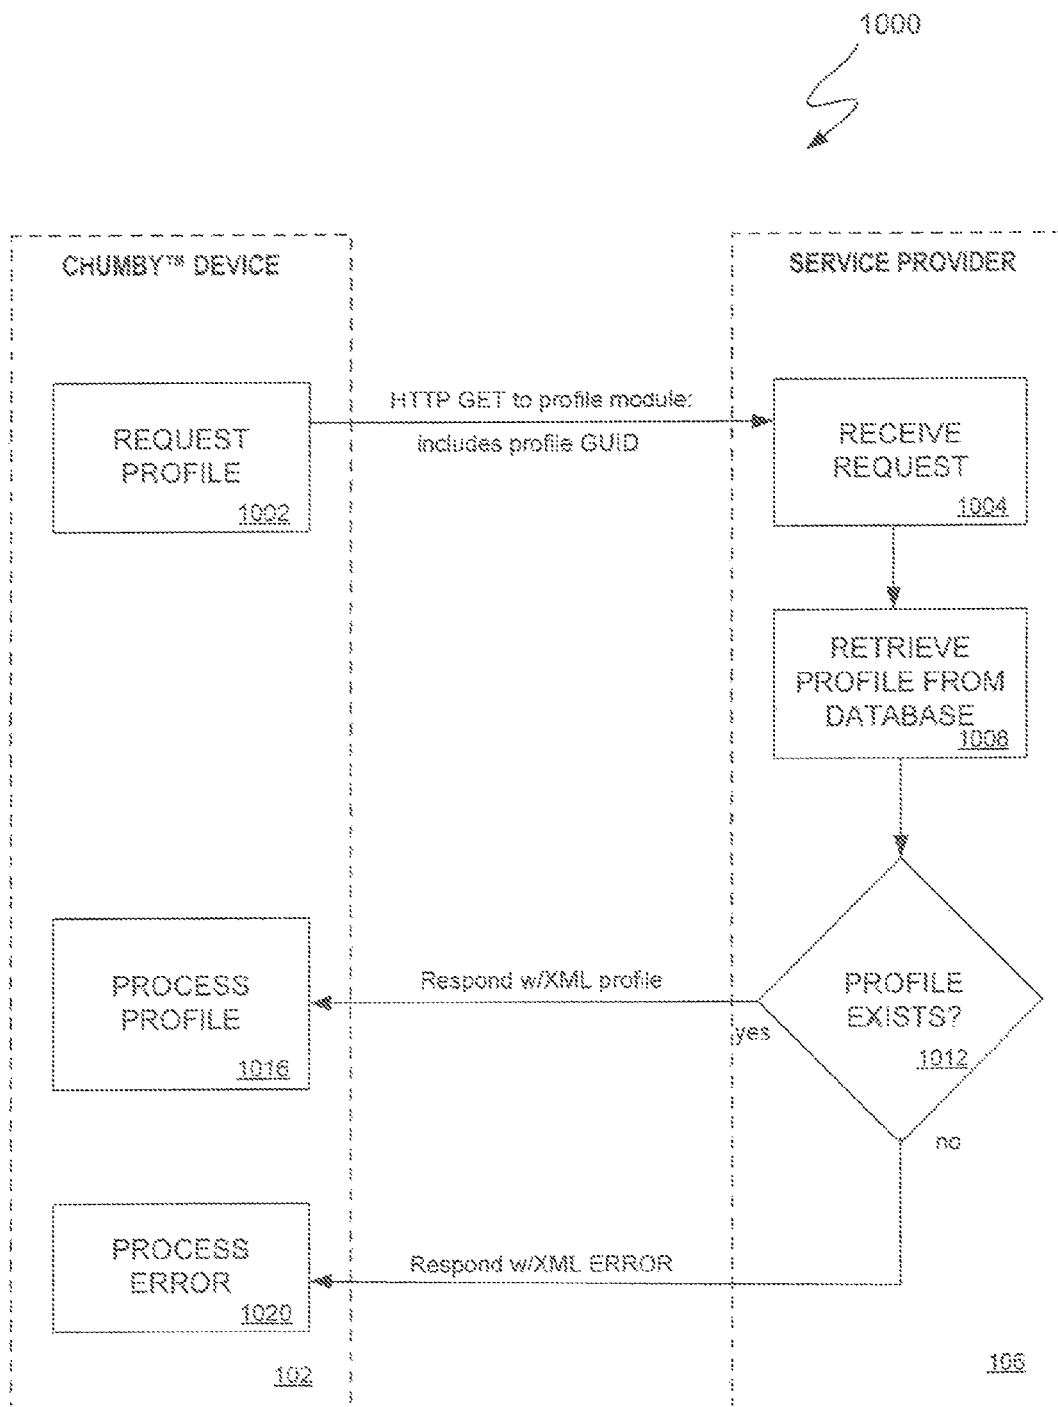 1000
CHUMBY™ DEVICE
SERVICE PROVIDER
REQUEST
PROFILE
1002
HTTP GET to profile module:
includes profile GUID
RECEIVE
REQUEST
1004
RETRIEVE
PROFILE FROM
DATABASE
1008
PROFILE
EXISTS?
1012
yes
no
Respond w/XML profile
PROCESS
PROFILE
1016
Respond w/XML ERROR
PROCESS
ERROR
1020
102
106